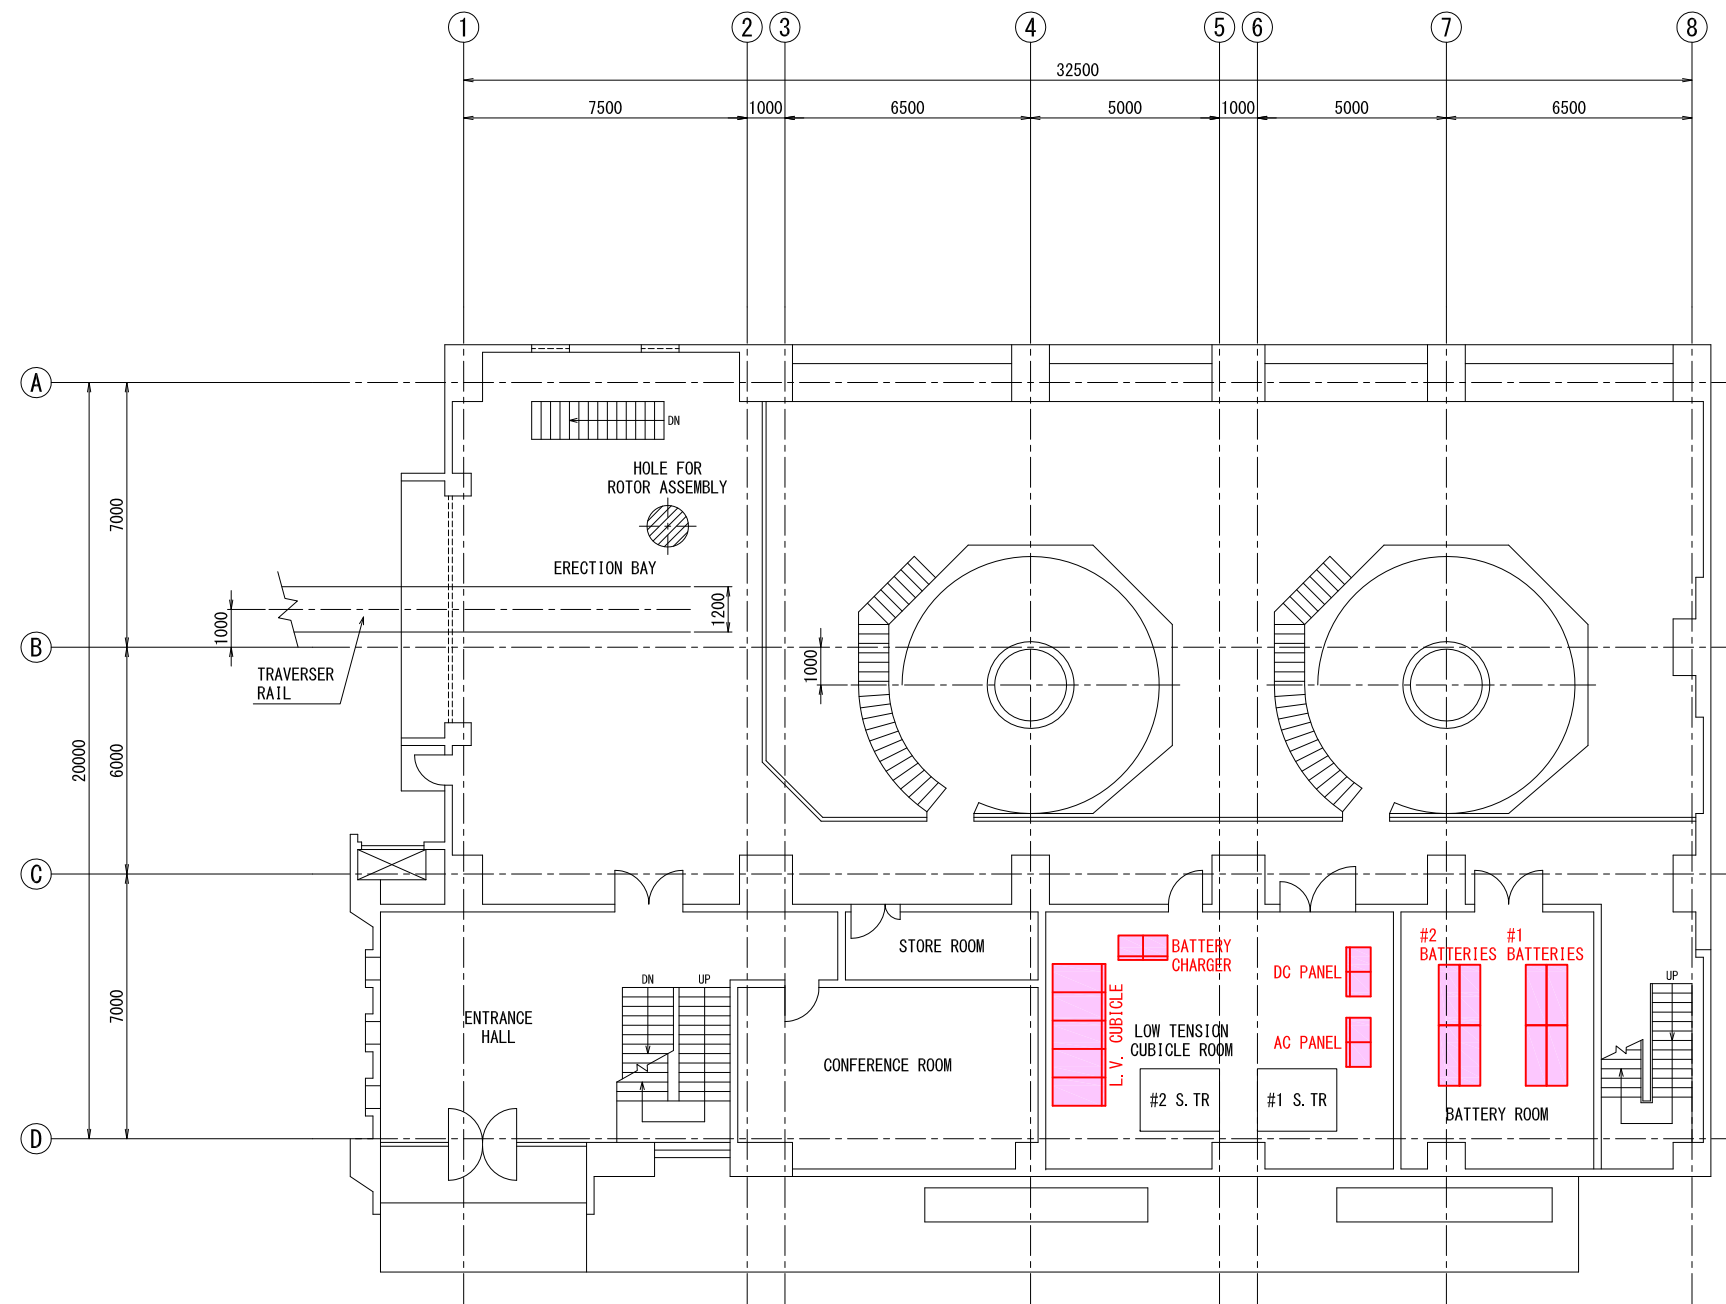 1 2 3 4 5 6 7 8
32500
7500 1000 6500 5000 1000 5000 6500
A
DN
HOLE FOR
ROTOR ASSEMBLY
7000
ERECTION BAY
1200
1000
B
1000
TRAVERSER
RAIL
20000
6000
C
STORE ROOM
BATTERY
CHARGER
#2
BATTERIES
#1
BATTERIES
DC PANEL
DN
UP
UP
7000
ENTRANCE
HALL
L. V. CUBICLE
LOW TENSION
CUBICLE ROOM
AC PANEL
CONFERENCE ROOM
#2 S. TR
#1 S. TR
BATTERY ROOM
D